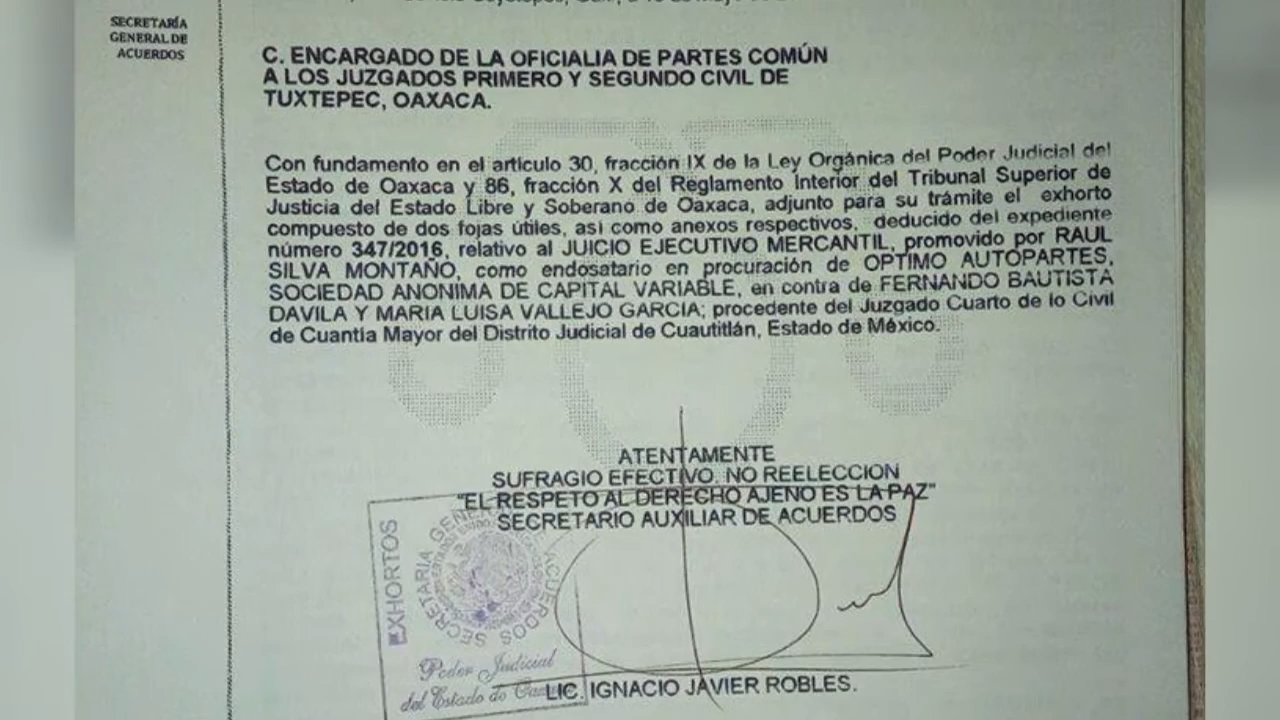 SECRETARÍA
GENERAL DE
ACUERDOS
C. ENCARGADO DE LA OFICIALIA DE PARTES COMÚN
A LOS JUZGADOS PRIMERO Y SEGUNDO CIVIL DE
TUXTEPEC, OAXACA.
Con fundamento en el artículo 30, fracción IX de la Ley Orgánica del Poder Judicial del
Estado de Oaxaca y 86, fracción X del Reglamento Interior del Tribunal Superior de
Justicia del Estado Libre y Soberano de Oaxaca, adjunto para su trámite el exhorto
compuesto de dos fojas útiles, así como anexos respectivos, deducido del expediente
número 347/2016, relativo al JUICIO EJECUTIVO MERCANTIL, promovido por RAUL
SILVA MONTAÑO, como endosatario en procuración de OPTIMO AUTOPARTES,
SOCIEDAD ANONIMA DE CAPITAL VARIABLE, en contra de FERNANDO BAUTISTA
DAVILA Y MARIA LUISA VALLEJO GARCIA; procedente del Juzgado Cuarto de lo Civil
de Cuantía Mayor del Distrito Judicial de Cuautitlán, Estado de México.
ATENTAMENTE
SUFRAGIO EFECTIVO. NO REELECCION
"EL RESPETO AL DERECHO AJENO ES LA PAZ"
SECRETARIO AUXILIAR DE ACUERDOS
EXHORTOS
SECRETARIA GENERAL DE ACUERDOS
Poder Judicial
del Estado de
LIC. IGNACIO JAVIER ROBLES.